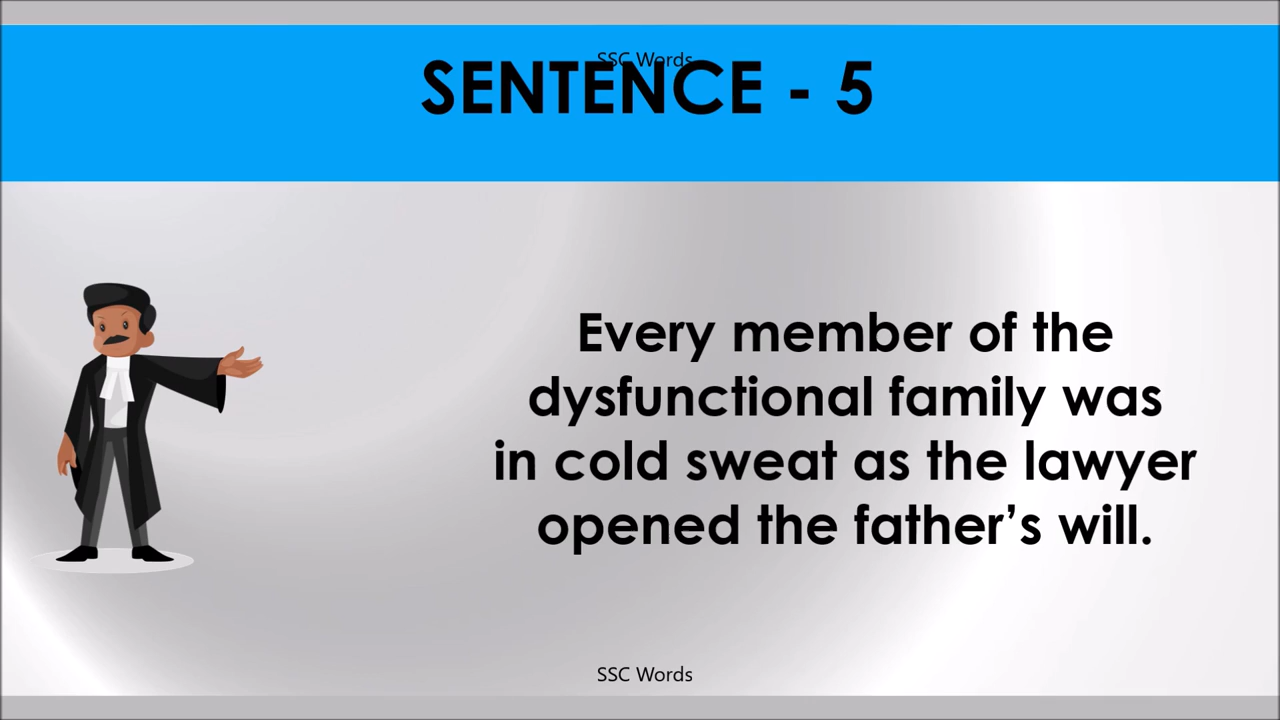 SSC Words
SENTENCE - 5
Every member of the
dysfunctional family was
in cold sweat as the lawyer
opened the father’s will.
SSC Words